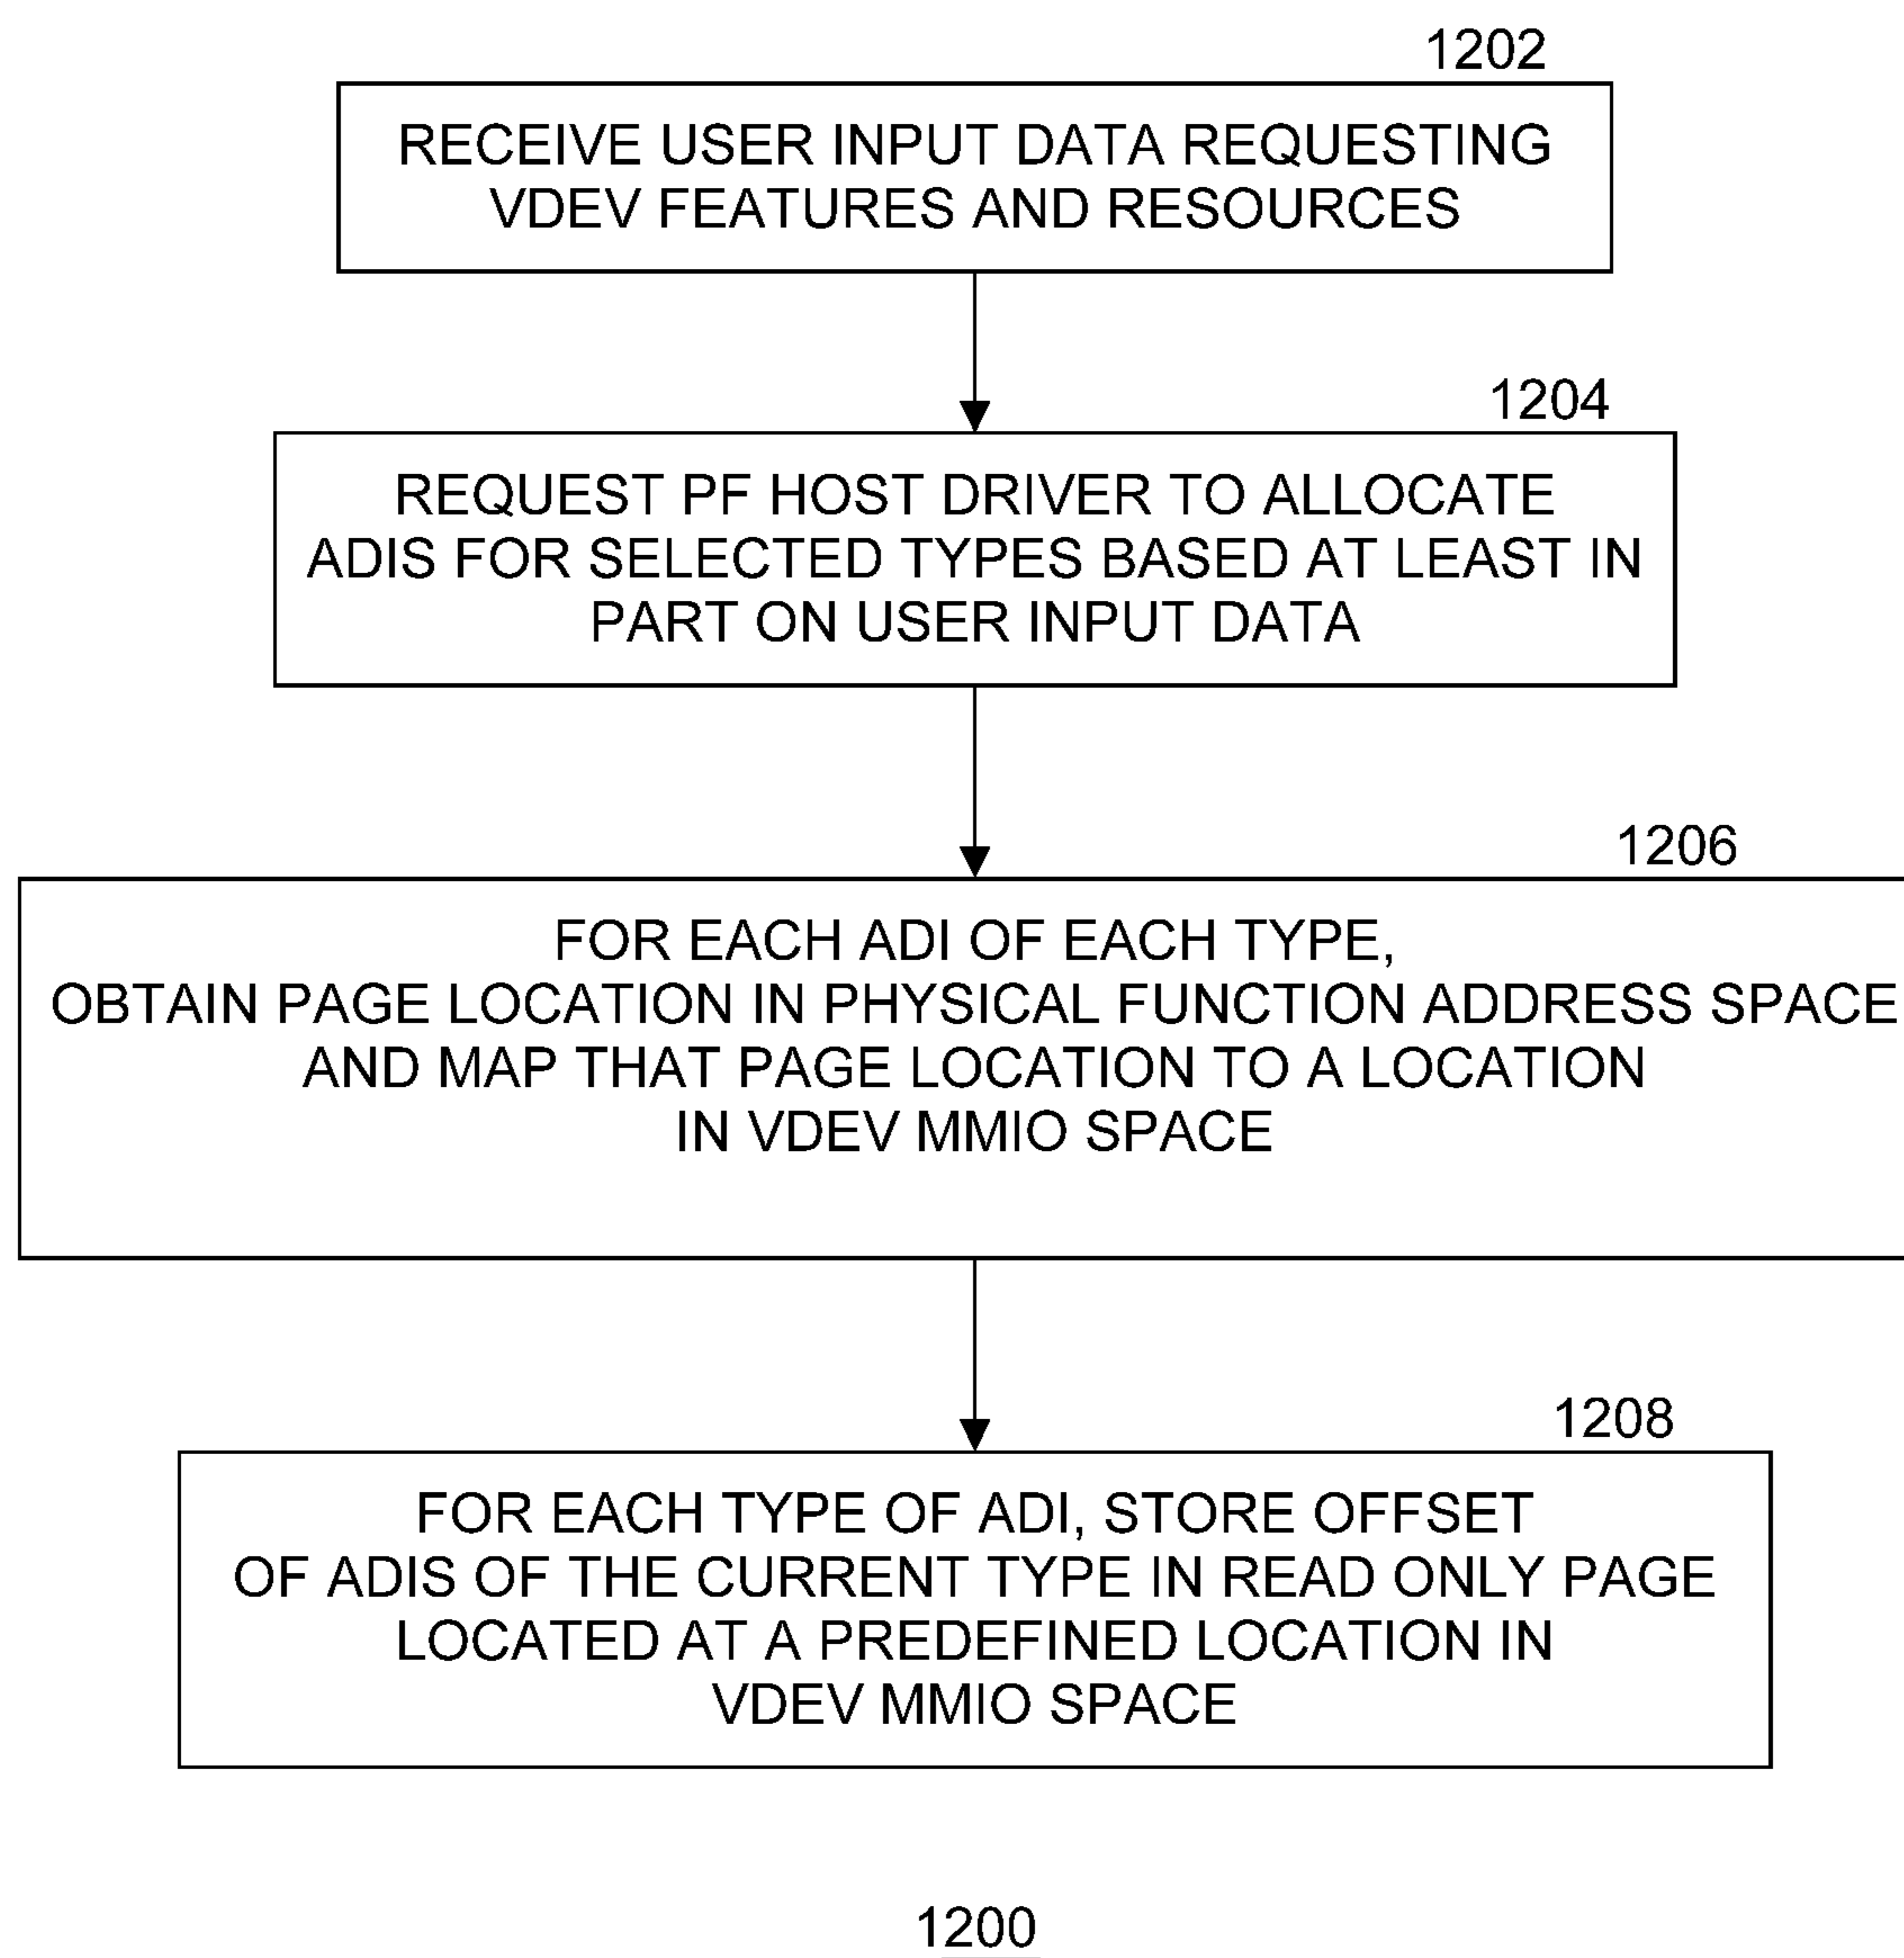 1202
RECEIVE USER INPUT DATA REQUESTING
VDEV FEATURES AND RESOURCES
1204
REQUEST PF HOST DRIVER TO ALLOCATE
ADIS FOR SELECTED TYPES BASED AT LEAST IN
PART ON USER INPUT DATA
1206
FOR EACH ADI OF EACH TYPE,
OBTAIN PAGE LOCATION IN PHYSICAL FUNCTION ADDRESS SPACE
AND MAP THAT PAGE LOCATION TO A LOCATION
IN VDEV MMIO SPACE
1208
FOR EACH TYPE OF ADI, STORE OFFSET
OF ADIS OF THE CURRENT TYPE IN READ ONLY PAGE
LOCATED AT A PREDEFINED LOCATION IN
VDEV MMIO SPACE
1200